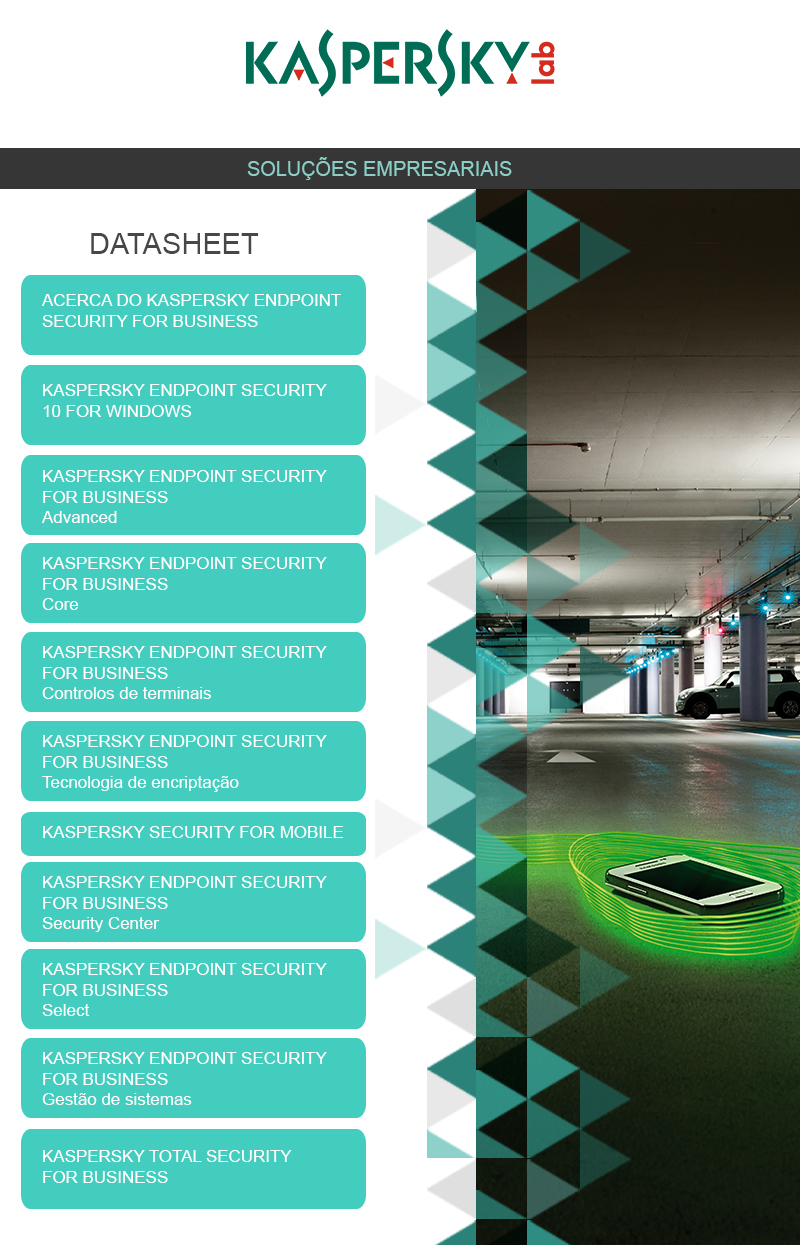 KASPERSKY lab
SOLUÇÕES EMPRESARIAIS
DATASHEET
ACERCA DO KASPERSKY ENDPOINT
SECURITY FOR BUSINESS
KASPERSKY ENDPOINT SECURITY
10 FOR WINDOWS
KASPERSKY ENDPOINT SECURITY
FOR BUSINESS
Advanced
KASPERSKY ENDPOINT SECURITY
FOR BUSINESS
Core
KASPERSKY ENDPOINT SECURITY
FOR BUSINESS
Controlos de terminais
KASPERSKY ENDPOINT SECURITY
FOR BUSINESS
Tecnologia de encriptação
KASPERSKY SECURITY FOR MOBILE
KASPERSKY ENDPOINT SECURITY
FOR BUSINESS
Security Center
KASPERSKY ENDPOINT SECURITY
FOR BUSINESS
Select
KASPERSKY ENDPOINT SECURITY
FOR BUSINESS
Gestão de sistemas
KASPERSKY TOTAL SECURITY
FOR BUSINESS